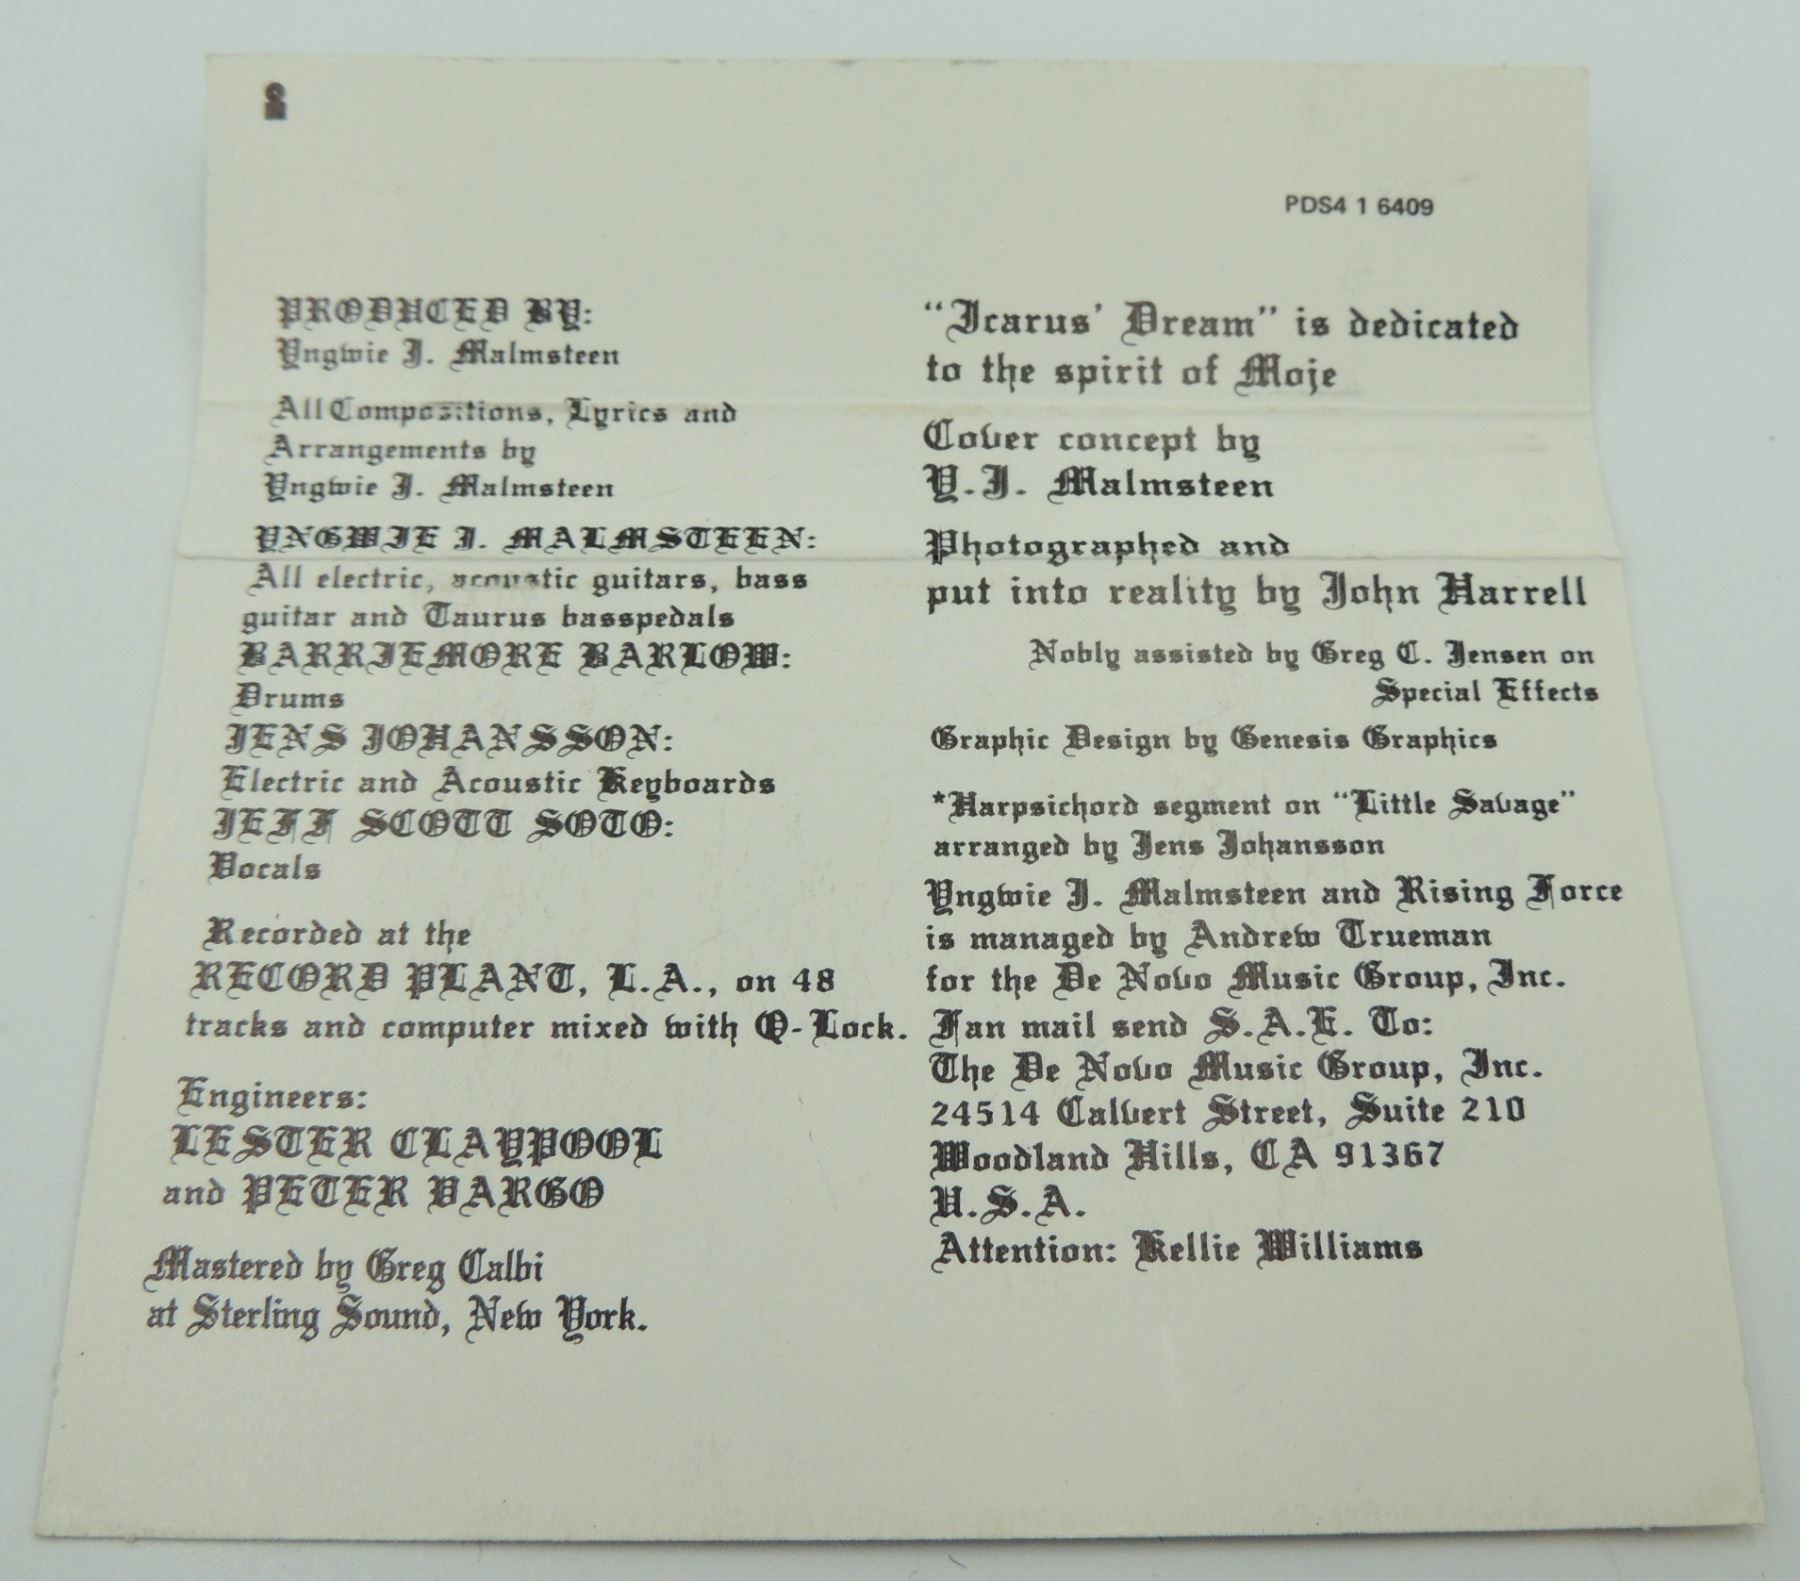 PDS4 1 6409
PRODUCED BY:
Yngwie J. Malmsteen
All Compositions, Lyrics and
Arrangements by
Yngwie J. Malmsteen
YNGWIE J. MALMSTEEN:
All electric, acoustic guitars, bass
guitar and Taurus basspedals
BARRIEMORE BARLOW:
Drums
JENS JOHANSSON:
Electric and Acoustic Keyboards
JEFF SCOTT SOTO:
Vocals
Recorded at the
RECORD PLANT, L.A., on 48
tracks and computer mixed with Q-Lock.
Engineers:
LESTER CLAYPOOL
and PETER VARGO
Mastered by Greg Calbi
at Sterling Sound, New York.
“Icarus’ Dream” is dedicated
to the spirit of Moje
Cover concept by
Y.J. Malmsteen
Photographed and
put into reality by John Harrell
Nobly assisted by Greg C. Jensen on
Special Effects
Graphic Design by Genesis Graphics
*Harpsichord segment on “Little Savage”
arranged by Jens Johansson
Yngwie J. Malmsteen and Rising Force
is managed by Andrew Trueman
for the De Novo Music Group, Inc.
Fan mail send S.A.E. To:
The De Novo Music Group, Inc.
24514 Calvert Street, Suite 210
Woodland Hills, CA 91367
U.S.A.
Attention: Kellie Williams